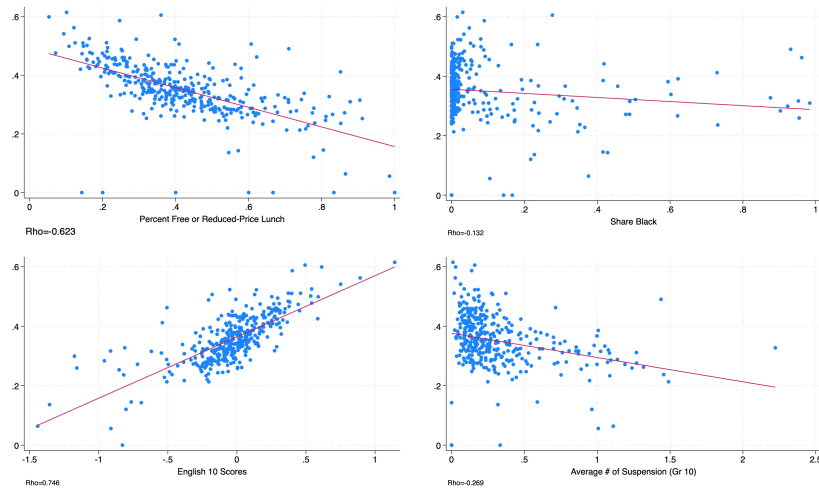 .6
.4
.2
0
0 .2 .4 .6 .8 1
Percent Free or Reduced-Price Lunch
Rho=-0.623
.6
.4
.2
0
0 .2 .4 .6 .8 1
Share Black
Rho=-0.132
.6
.4
.2
0
-1.5 -1 -.5 0 .5 1
English 10 Scores
Rho=0.746
.6
.4
.2
0
0 .5 1 1.5 2 2.5
Average # of Suspension (Gr 10)
Rho=-0.269